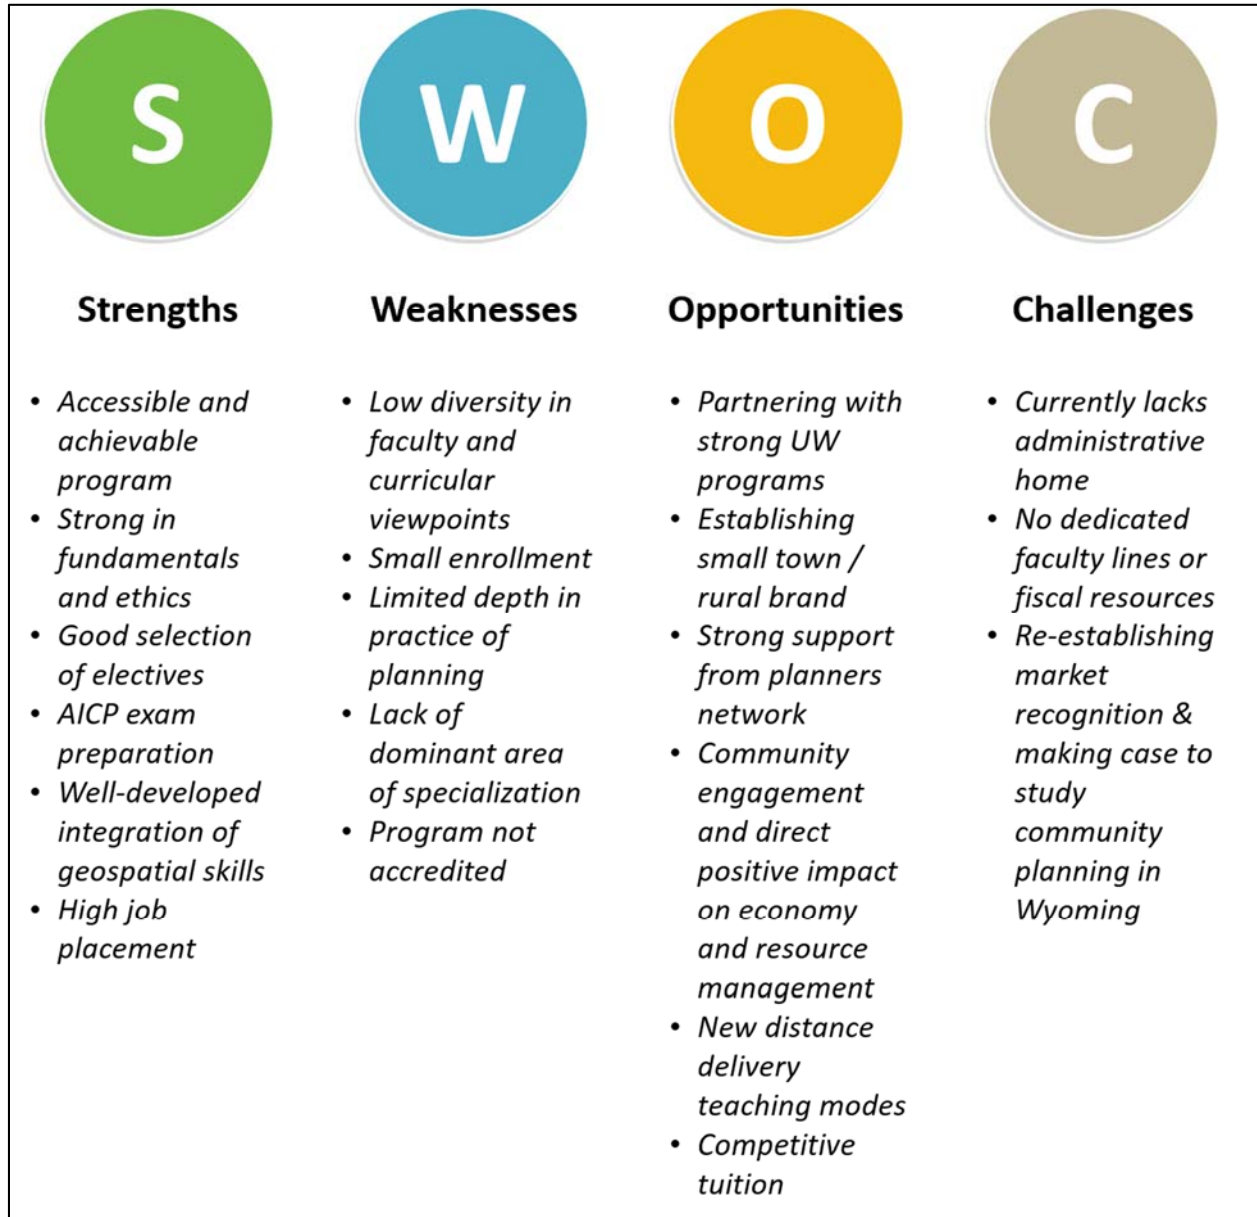 S
W
O
C
Strengths
• Accessible and
achievable
program
• Strong in
fundamentals
and ethics
• Good selection
of electives
• AICP exam
preparation
• Well-developed
integration of
geospatial skills
• High job
placement
Weaknesses
• Low diversity in
faculty and
curricular
viewpoints
• Small enrollment
• Limited depth in
practice of
planning
• Lack of
dominant area
of specialization
• Program not
accredited
Opportunities
• Partnering with
strong UW
programs
• Establishing
small town /
rural brand
• Strong support
from planners
network
• Community
engagement
and direct
positive impact
on economy
and resource
management
• New distance
delivery
teaching modes
• Competitive
tuition
Challenges
• Currently lacks
administrative
home
• No dedicated
faculty lines or
fiscal resources
• Re-establishing
market
recognition &
making case to
study
community
planning in
Wyoming